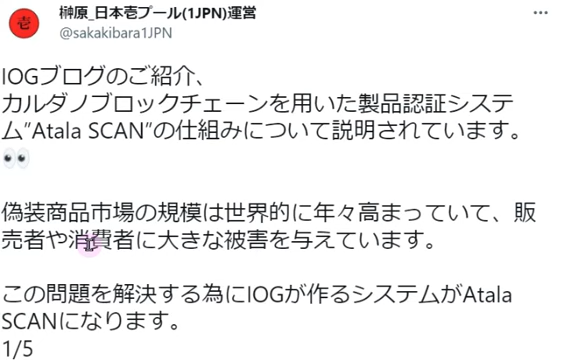 壱
榊原_日本壱プール(1JPN)運営
@sakakibara1JPN
IOGブログのご紹介、
カルダノブロックチェーンを用いた製品認証システ
ム”Atala SCAN”の仕組みについて説明されています。
👀
偽装商品市場の規模は世界的に年々高まっていて、販
売者や消費者に大きな被害を与えています。
この問題を解決する為にIOGが作るシステムがAtala
SCANになります。
1/5